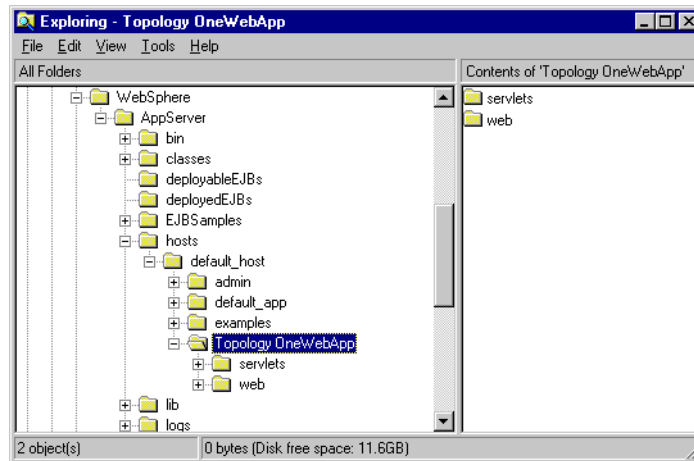 Exploring - Topology OneWebApp
File Edit View Tools Help
All Folders
Contents of 'Topology OneWebApp'
WebSphere
AppServer
bin
classes
deployableEJBs
deployedEJBs
EJBSamples
hosts
default_host
admin
default_app
examples
Topology OneWebApp
servlets
web
lib
logs
servlets
web
2 object(s)
0 bytes (Disk free space: 11.6GB)